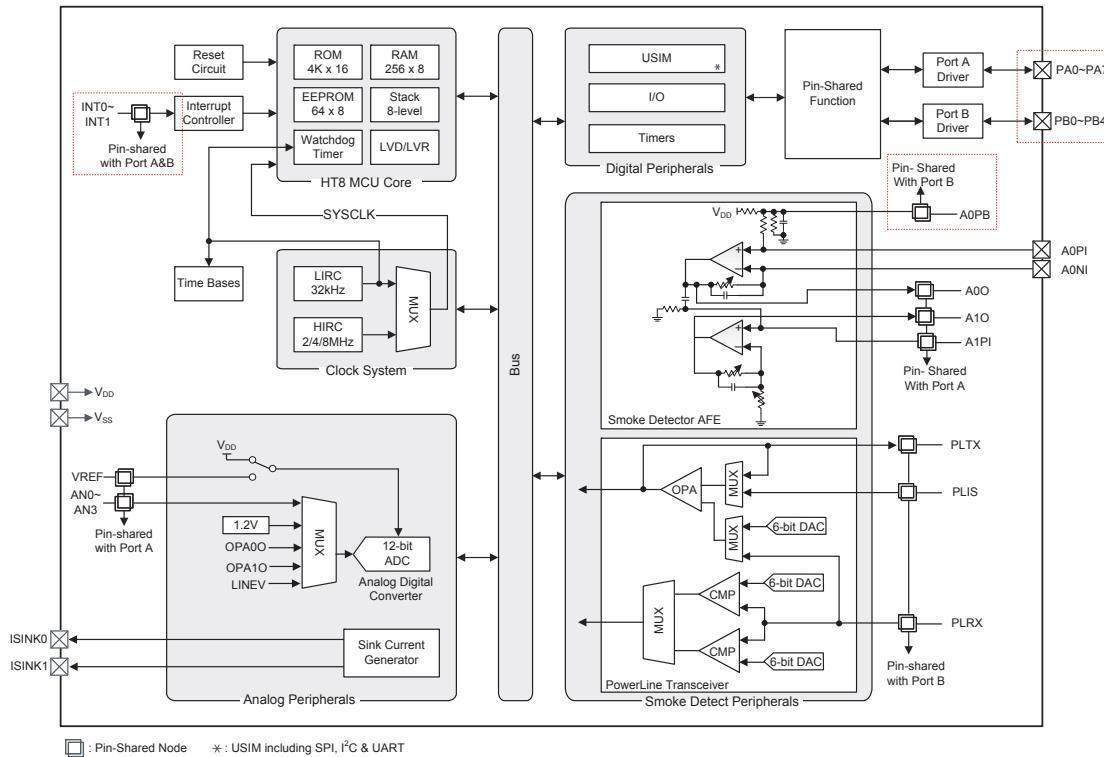 Reset
Circuit
INT0~
INT1
Interrupt
Controller
Pin-shared
with Port A&B
ROM
4K x 16
RAM
256 x 8
EEPROM
64 x 8
Stack
8-level
Watchdog
Timer
LVD/LVR
HT8 MCU Core
SYSCLK
Time Bases
LIRC
32kHz
HIRC
2/4/8MHz
MUX
Clock System
Bus
USIM
*
I/O
Timers
Digital Peripherals
Pin-Shared
Function
Port A
Driver
Port B
Driver
PA0~PA7
PB0~PB4
Pin- Shared
With Port B
A0PB
VDD
+
−
A0PI
A0NI
A0O
A1O
A1PI
+
−
Pin- Shared
With Port A
Smoke Detector AFE
VDD
VSS
VREF
AN0~
AN3
Pin-shared
with Port A
VDD
1.2V
OPA0O
OPA1O
LINEV
MUX
12-bit
ADC
Analog Digital
Converter
ISINK0
ISINK1
Sink Current
Generator
Analog Peripherals
OPA
MUX
MUX
6-bit DAC
6-bit DAC
CMP
CMP
MUX
6-bit DAC
PLTX
PLIS
PLRX
Pin-shared
with Port B
PowerLine Transceiver
Smoke Detect Peripherals
: Pin-Shared Node
* : USIM including SPI, I²C & UART